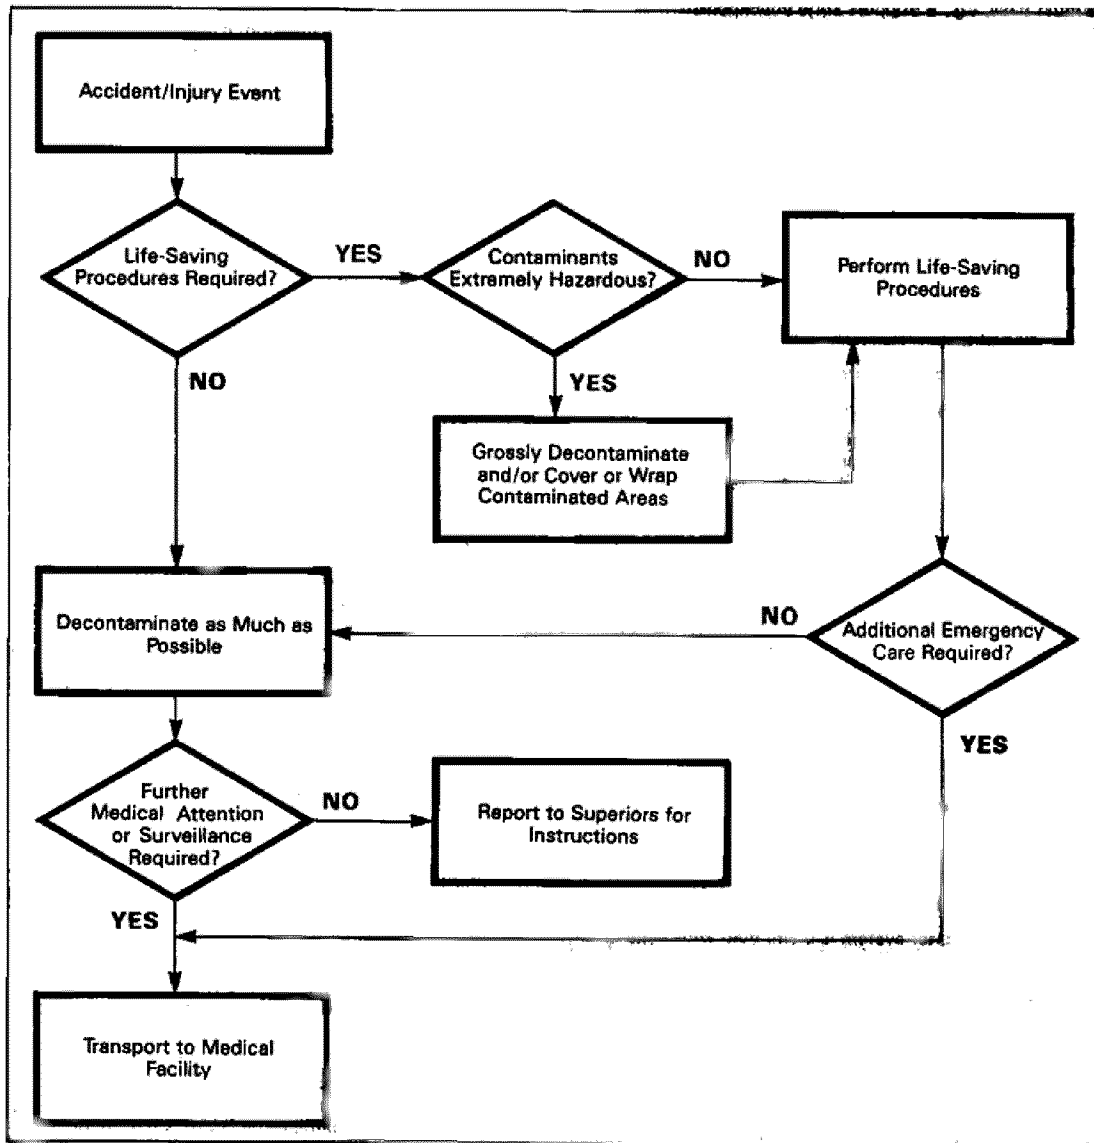 Accident/Injury Event
Life-Saving
Procedures Required?
YES
Contaminants
Extremely Hazardous?
NO
Perform Life-Saving
Procedures
NO
YES
Grossly Decontaminate
and/or Cover or Wrap
Contaminated Areas
Decontaminate as Much as
Possible
NO
Additional Emergency
Care Required?
YES
Further
Medical Attention
or Surveillance
Required?
NO
Report to Superiors for
Instructions
YES
Transport to Medical
Facility